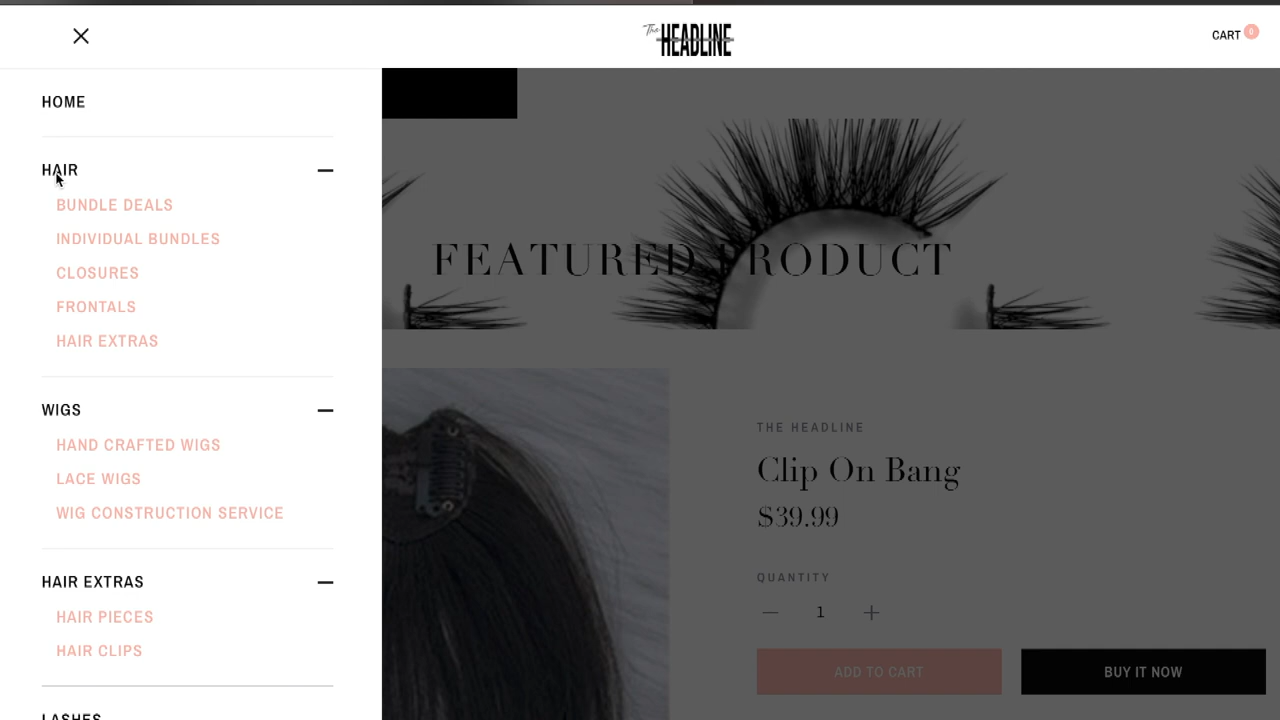 The HEADLINE
CART 0
HOME
HAIR
BUNDLE DEALS
INDIVIDUAL BUNDLES
CLOSURES
FRONTALS
HAIR EXTRAS
WIGS
HAND CRAFTED WIGS
LACE WIGS
WIG CONSTRUCTION SERVICE
HAIR EXTRAS
HAIR PIECES
HAIR CLIPS
LASHES
FEATURED PRODUCT
THE HEADLINE
Clip On Bang
$39.99
QUANTITY
1
ADD TO CART
BUY IT NOW